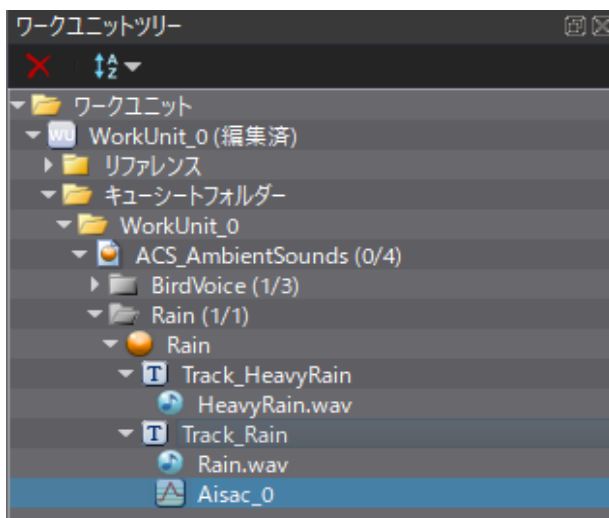 ワークユニットツリー
ワークユニット
WU WorkUnit_0 (編集済)
リファレンス
キューシートフォルダー
WorkUnit_0
ACS_AmbientSounds (0/4)
BirdVoice (1/3)
Rain (1/1)
Rain
T Track_HeavyRain
HeavyRain.wav
T Track_Rain
Rain.wav
Aisac_0